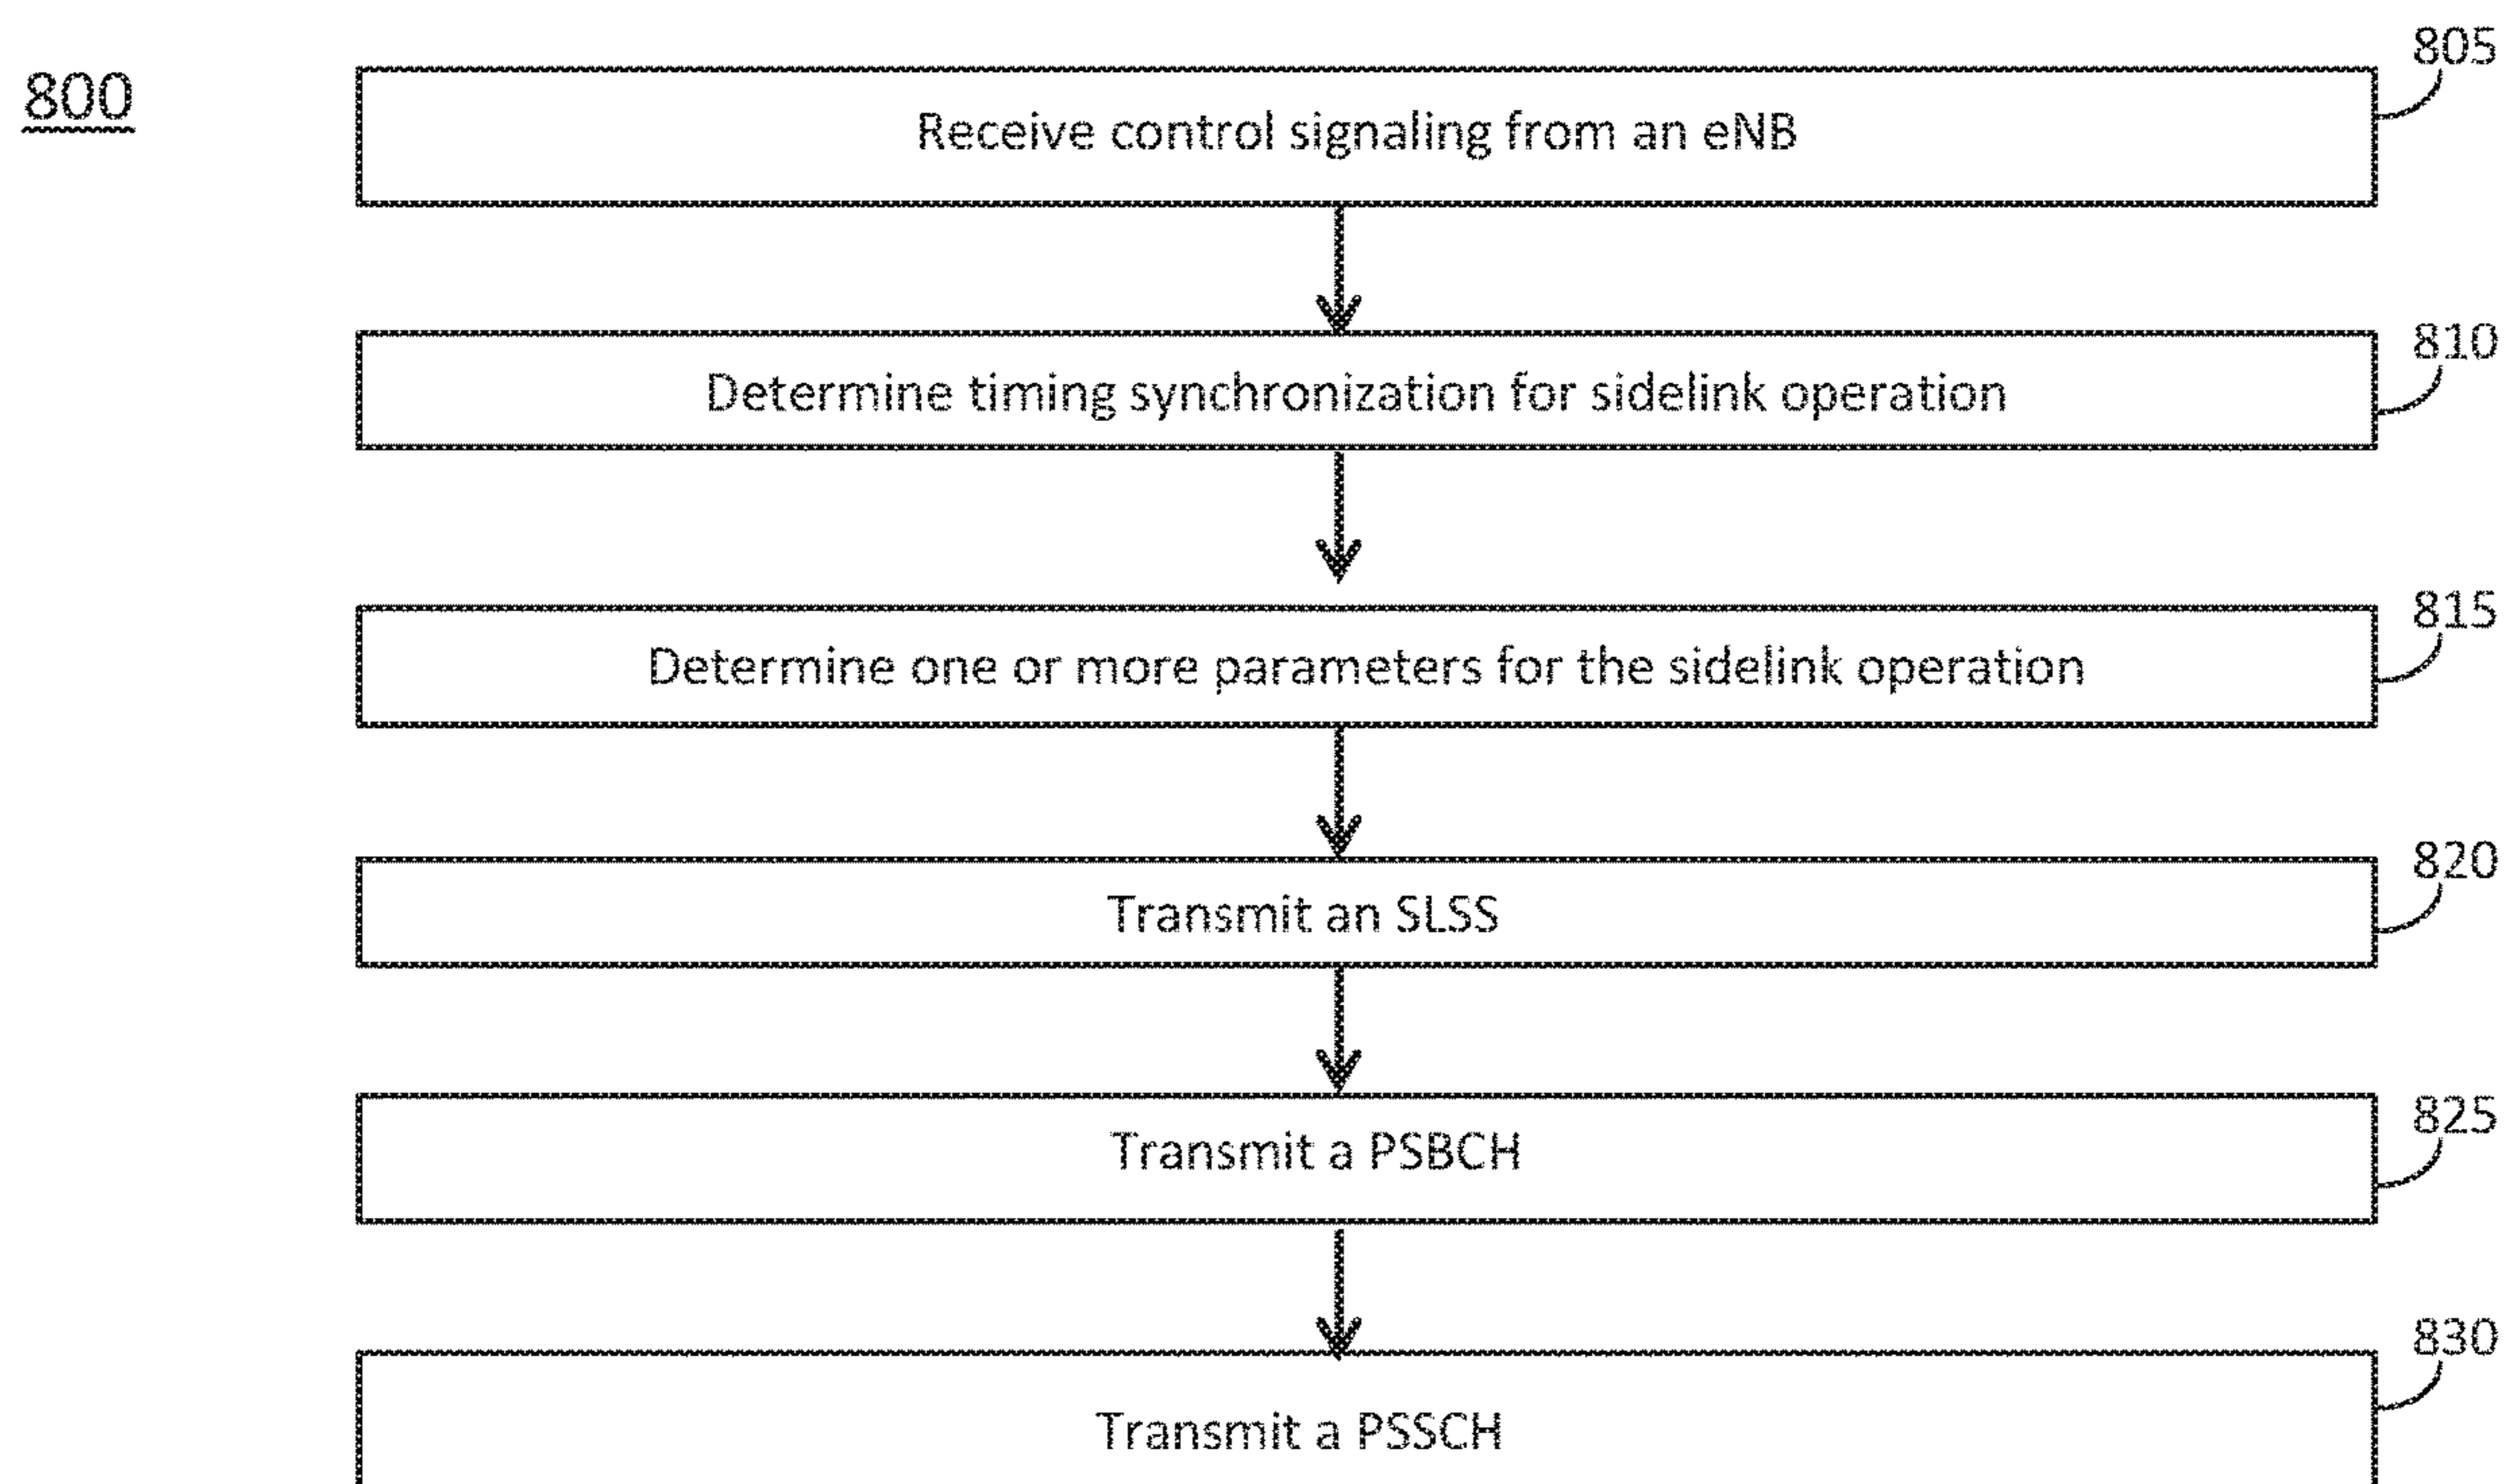 800
805
Receive control signaling from an eNB
810
Determine timing synchronization for sidelink operation
815
Determine one or more parameters for the sidelink operation
820
Transmit an SLSS
825
Transmit a PSBCH
830
Transmit a PSSCH